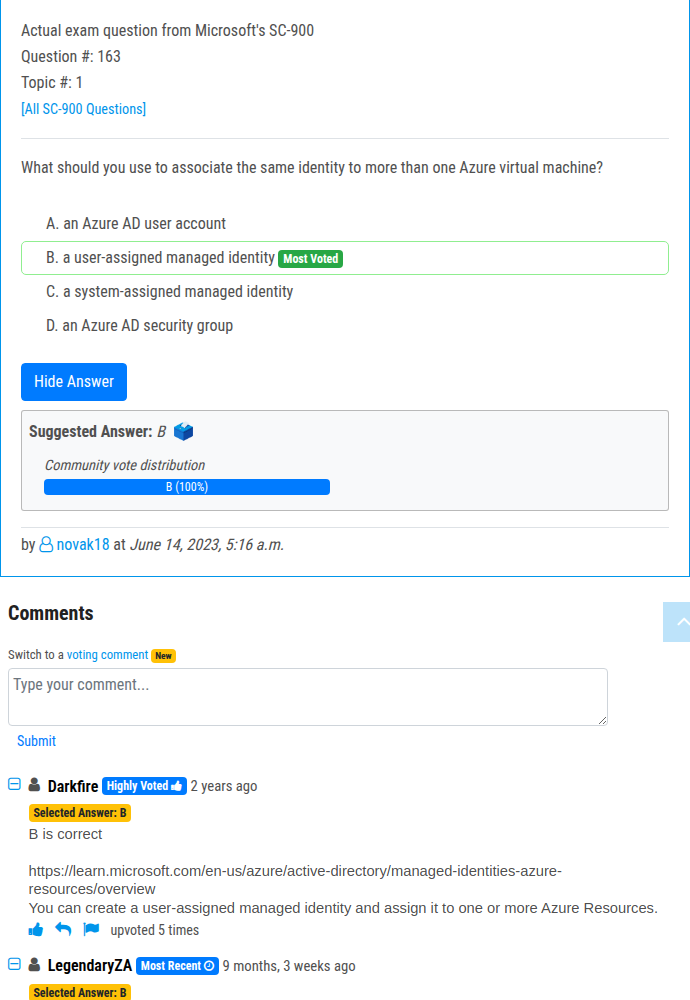 Actual exam question from Microsoft's SC-900
Question #: 163
Topic #: 1
[All SC-900 Questions]
What should you use to associate the same identity to more than one Azure virtual machine?
A. an Azure AD user account
B. a user-assigned managed identity Most Voted
C. a system-assigned managed identity
D. an Azure AD security group
Hide Answer
Suggested Answer: B
Community vote distribution
B (100%)
by novak18 at June 14, 2023, 5:16 a.m.
Comments
Switch to a voting comment New
Type your comment...
Submit
Darkfire Highly Voted 2 years ago
Selected Answer: B
B is correct
https://learn.microsoft.com/en-us/azure/active-directory/managed-identities-azure-
resources/overview
You can create a user-assigned managed identity and assign it to one or more Azure Resources.
upvoted 5 times
LegendaryZA Most Recent 9 months, 3 weeks ago
Selected Answer: B